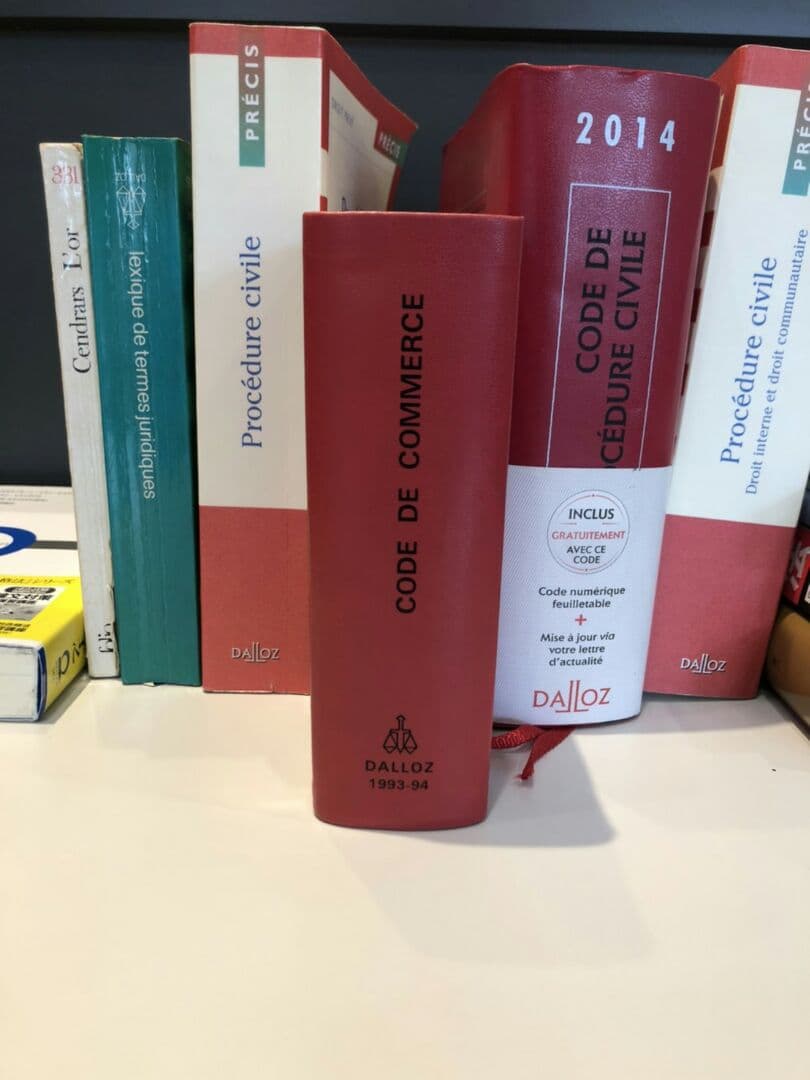 331
Cendrars L'or
lexique de termes juridiques
PRÉCIS
Procédure civile
DALLOZ
PRÉCIS
CODE DE COMMERCE
DALLOZ
1993-94
2014
CODE DE
OCÉDURE CIVILE
INCLUS
GRATUITEMENT
AVEC CE
CODE
Code numérique
feuilletable
+
Mise à jour via
votre lettre
d'actualité
DALLOZ
PRÉCIS
Procédure civile
Droit interne et droit communautaire
DALLOZ